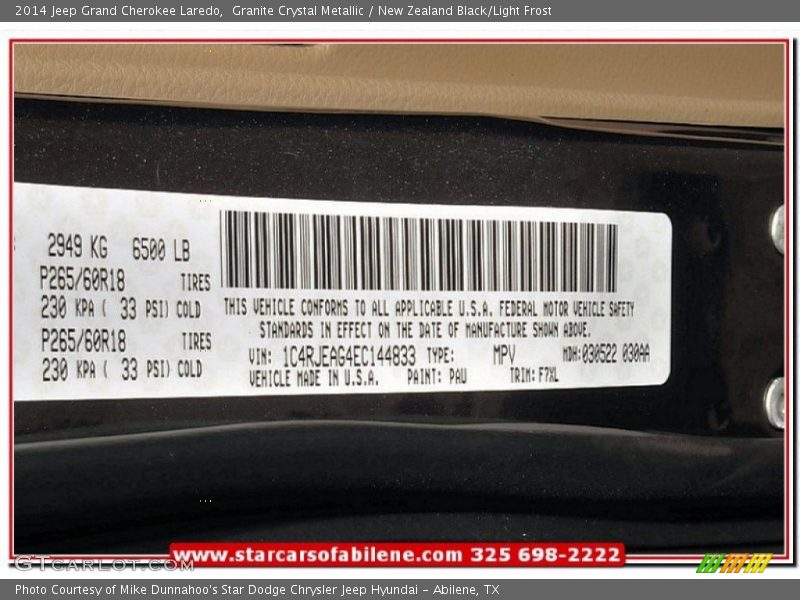 2014 Jeep Grand Cherokee Laredo,  Granite Crystal Metallic / New Zealand Black/Light Frost
2949 KG 6500 LB
P265/60R18 TIRES
230 KPA ( 33 PSI) COLD
P265/60R18 TIRES
230 KPA ( 33 PSI) COLD
THIS VEHICLE CONFORMS TO ALL APPLICABLE U.S.A. FEDERAL MOTOR VEHICLE SAFETY
STANDARDS IN EFFECT ON THE DATE OF MANUFACTURE SHOWN ABOVE.
VIN: 1C4RJEAG4EC144833 TYPE: MPV MDH:030522 030AA
VEHICLE MADE IN U.S.A. PAINT: PAU TRIM: F7XL
www.starcarsofabilene.com 325 698-2222
GTCARLOT.COM
Photo Courtesy of Mike Dunnahoo's Star Dodge Chrysler Jeep Hyundai – Abilene, TX